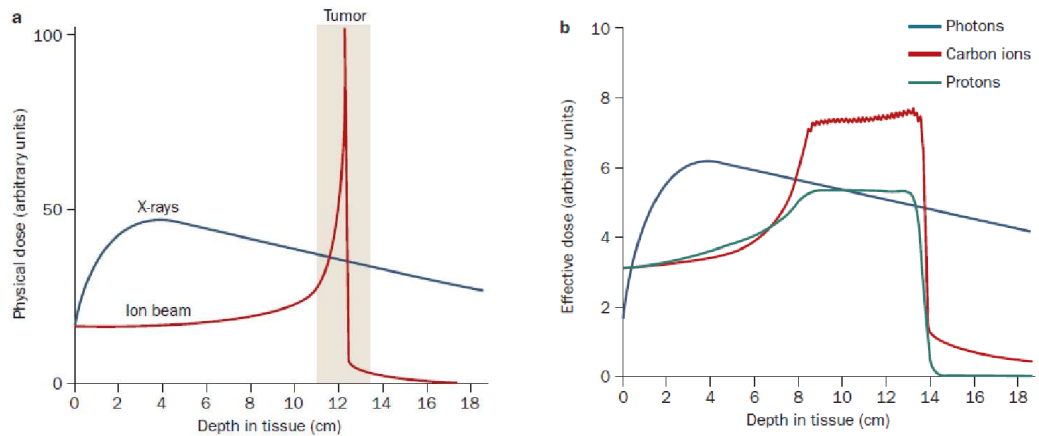 a
Tumor
100
50
0
Physical dose (arbitrary units)
X-rays
Ion beam
0 2 4 6 8 10 12 14 16 18
Depth in tissue (cm)
b
Photons
Carbon ions
Protons
10
8
6
4
2
0
Effective dose (arbitrary units)
0 2 4 6 8 10 12 14 16 18
Depth in tissue (cm)